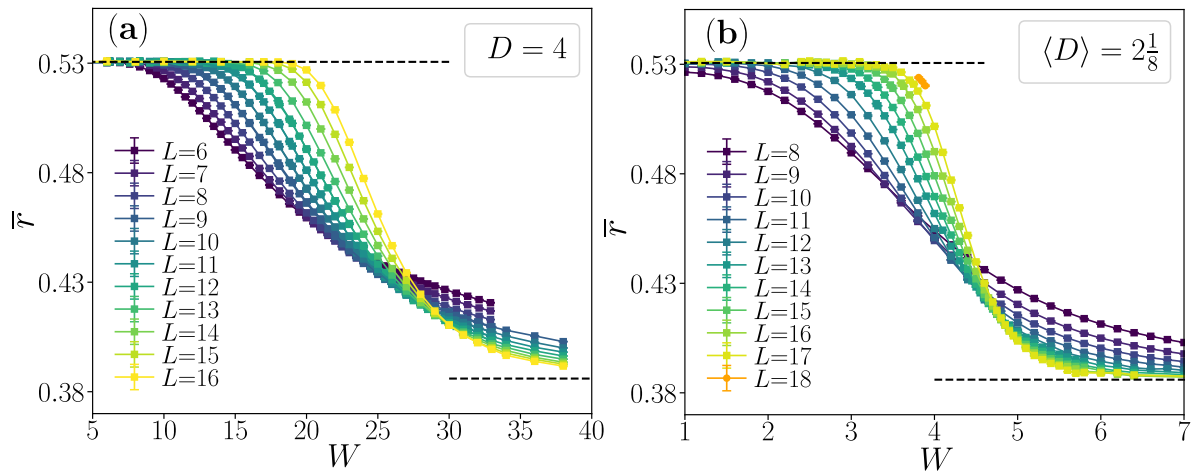 (a)
D = 4
0.53
0.48
0.43
0.38
r̅
L=6
L=7
L=8
L=9
L=10
L=11
L=12
L=13
L=14
L=15
L=16
5 10 15 20 25 30 35 40
W
(b)
⟨D⟩ = 2 1/8
0.53
0.48
0.43
0.38
r̅
L=8
L=9
L=10
L=11
L=12
L=13
L=14
L=15
L=16
L=17
L=18
1 2 3 4 5 6 7
W